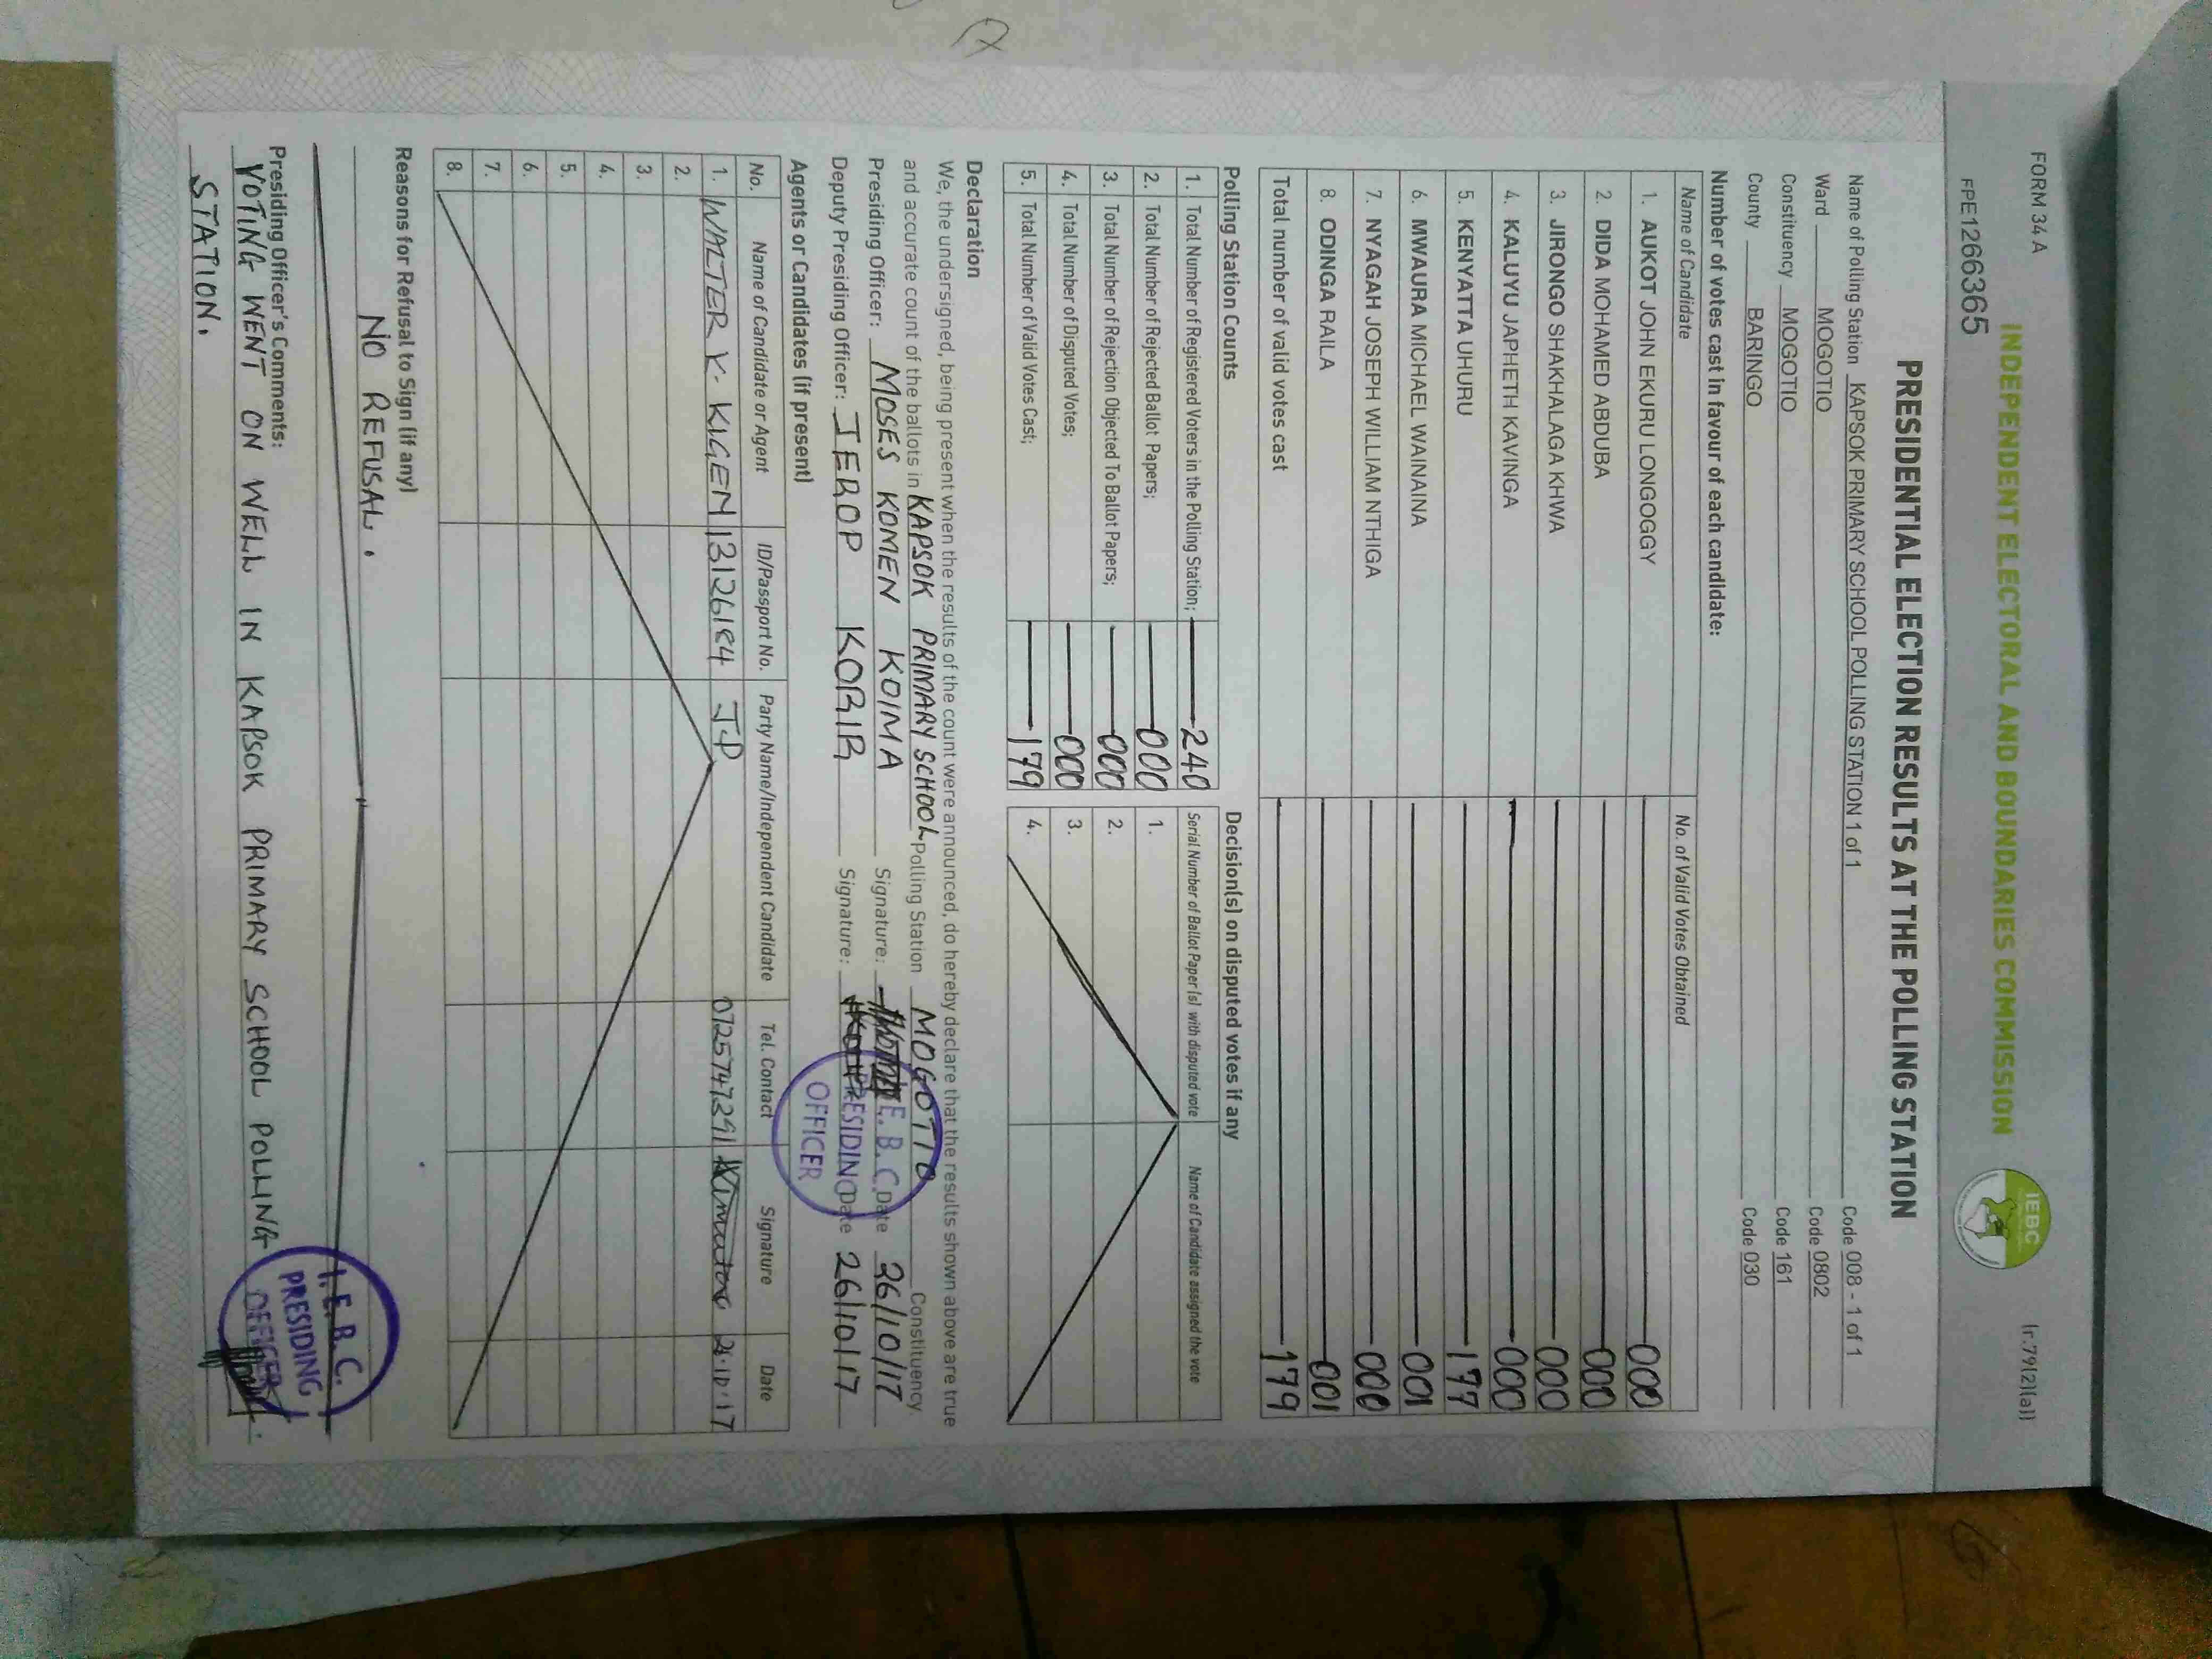 FORM 34 A
(r.79(2)(a))
INDEPENDENT ELECTORAL AND BOUNDARIES COMMISSION
IEBC
FPE1266365
PRESIDENTIAL ELECTION RESULTS AT THE POLLING STATION
Name of Polling Station KAPSOK PRIMARY SCHOOL POLLING STATION 1 of 1 Code 008 - 1 of 1
Ward MOGOTIO Code 0802
Constituency MOGOTIO Code 161
County BARINGO Code 030
Number of votes cast in favour of each candidate:
Name of Candidate No. of Valid Votes Obtained
1. AUKOT JOHN EKURU LONGOGGY 000
2. DIDA MOHAMED ABDUBA 000
3. JIRONGO SHAKHALAGA KHWA 000
4. KALUYU JAPHETH KAVINGA 000
5. KENYATTA UHURU 177
6. MWAURA MICHAEL WAINAINA 001
7. NYAGAH JOSEPH WILLIAM NTHIGA 000
8. ODINGA RAILA 001
Total number of valid votes cast 179
Polling Station Counts
1. Total Number of Registered Voters in the Polling Station; 240
2. Total Number of Rejected Ballot Papers; 000
3. Total Number of Rejection Objected To Ballot Papers; 000
4. Total Number of Disputed Votes; 000
5. Total Number of Valid Votes Cast; 179
Decision(s) on disputed votes if any
Serial Number of Ballot Paper (s) with disputed vote Name of Candidate assigned the vote
1.
2.
3.
4.
Declaration
We, the undersigned, being present when the results of the count were announced, do hereby declare that the results shown above are true
and accurate count of the ballots in KAPSOK PRIMARY SCHOOL Polling Station MOGOTIO Constituency.
Presiding Officer: MOSES KOMEN KOIMA Signature: Date 26/10/17
Deputy Presiding Officer: JEROP KORIR Signature: Date 26/10/17
E.B.C.
PRESIDING
OFFICER
Agents or Candidates (if present)
No. Name of Candidate or Agent ID/Passport No. Party Name/Independent Candidate Tel. Contact Signature Date
1. WALTER K. KIGEN JP 0725747291
2.
3.
4.
5.
6.
7.
8.
Reasons for Refusal to Sign (if any)
NO REFUSAL.
Presiding Officer's Comments:
VOTING WENT ON WELL IN KAPSOK PRIMARY SCHOOL POLLING
STATION.
I.E.B.C.
PRESIDING
OFFICER